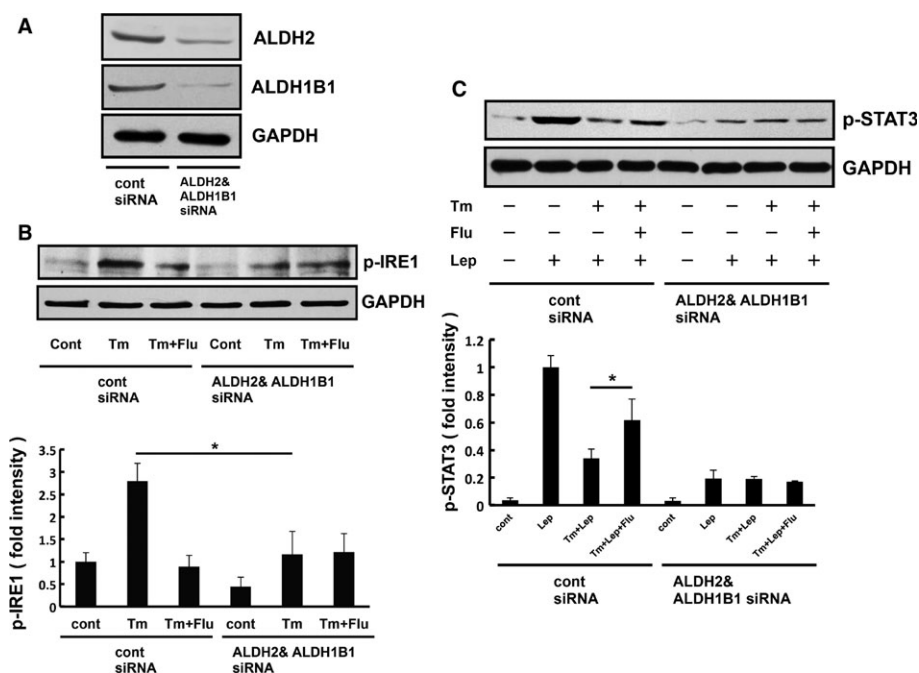 A
ALDH2
ALDH1B1
GAPDH
cont
siRNA
ALDH2&
ALDH1B1
siRNA
B
p-IRE1
GAPDH
Cont Tm Tm+Flu Cont Tm Tm+Flu
cont
siRNA
ALDH2& ALDH1B1
siRNA
p-IRE1 ( fold intensity )
3.5
3
2.5
2
1.5
1
0.5
0
*
cont Tm Tm+Flu cont Tm Tm+Flu
cont
siRNA
ALDH2& ALDH1B1
siRNA
C
p-STAT3
GAPDH
Tm − − + + − − + +
Flu − − − + − − − +
Lep − + + + − + + +
cont
siRNA
ALDH2& ALDH1B1
siRNA
p-STAT3 ( fold intensity )
1.2
1
0.8
0.6
0.4
0.2
0
*
cont Lep Tm+Lep Tm+Lep+Flu cont Lep Tm+Lep Tm+Lep+Flu
cont
siRNA
ALDH2&
ALDH1B1 siRNA